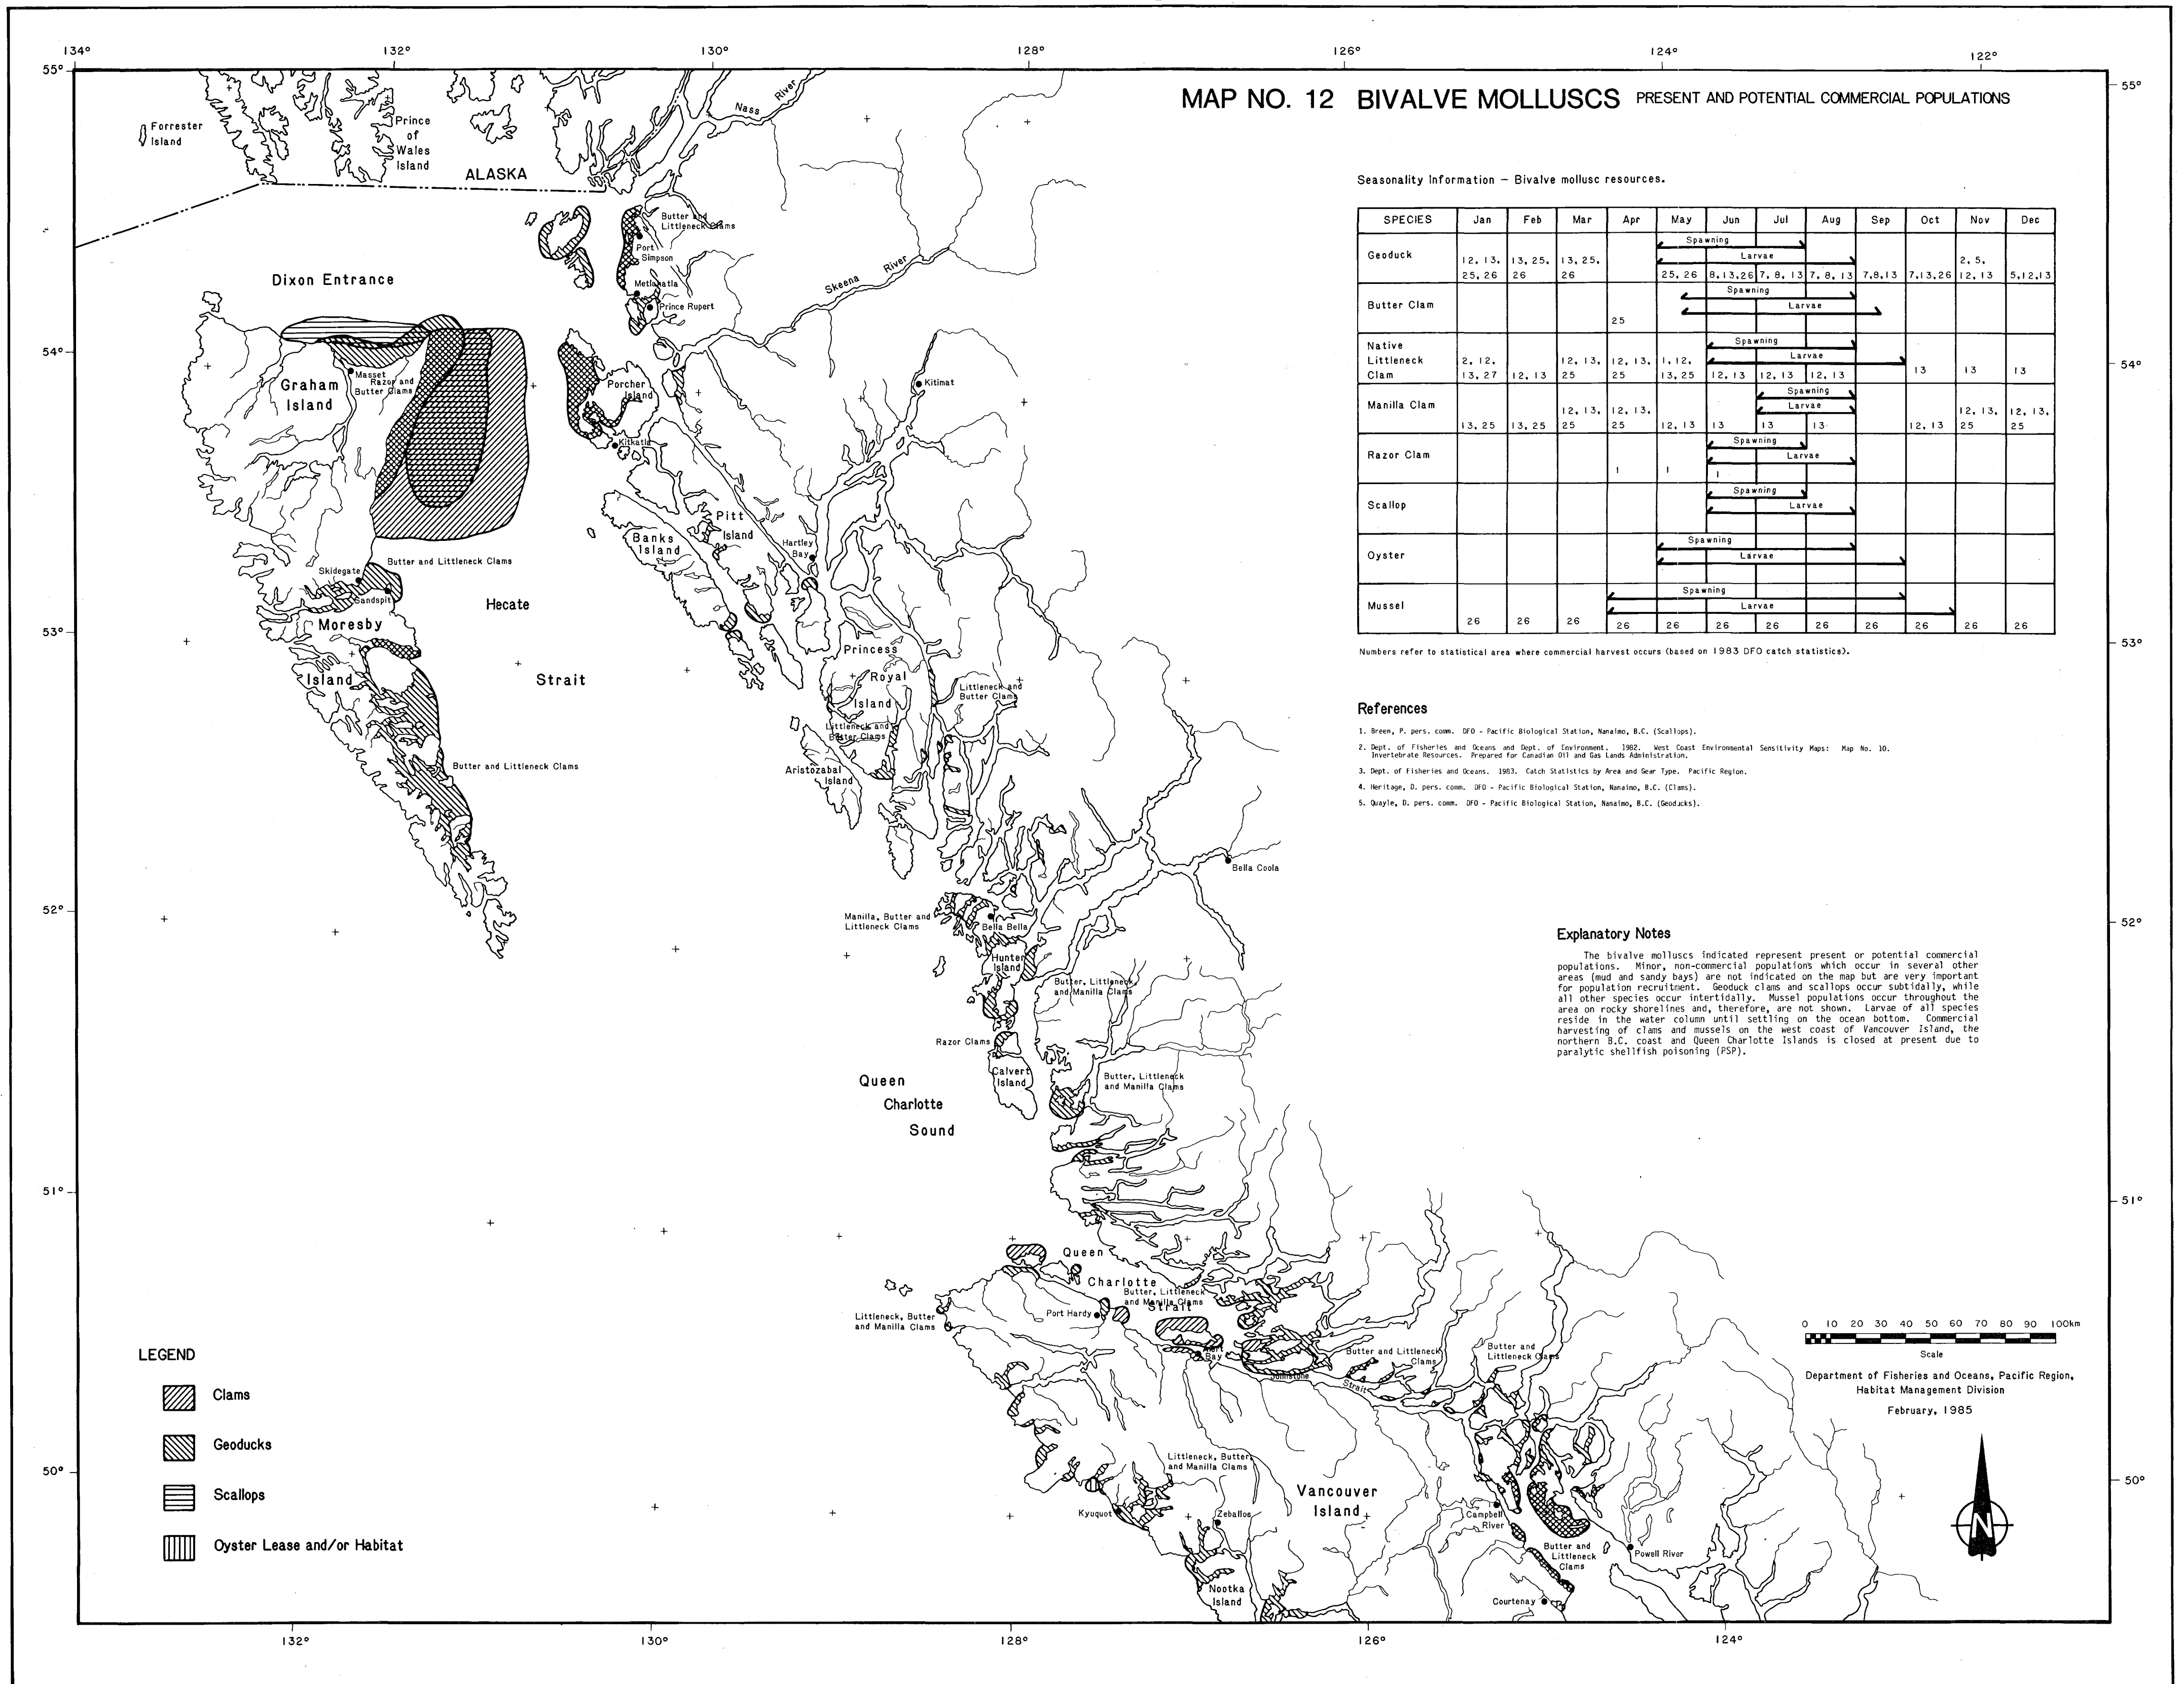 134°
132°
130°
128°
126°
124°
122°
55°
55°
MAP NO. 12 BIVALVE MOLLUSCS PRESENT AND POTENTIAL COMMERCIAL POPULATIONS
Nass River
Forrester
Island
Prince
of
Wales
Island
ALASKA
Seasonality Information – Bivalve mollusc resources.
SPECIES Jan Feb Mar Apr May Jun Jul Aug Sep Oct Nov Dec
Spawning
Larvae
Geoduck
12, 13, 13, 25, 13, 25, 2, 5,
25, 26 26 26 25, 26 8,13,26 7, 8, 13 7, 8, 13 7,8,13 7,13,26 12, 13 5,12,13
Spawning
Butter Clam Larvae
25
Native Spawning
Littleneck 2, 12, 12, 13, 12, 13, 1, 12, Larvae
Clam 13, 27 12, 13 25 25 13, 25 12, 13 12, 13 12, 13 13 13 13
Spawning
Manilla Clam 12, 13, 12, 13, Larvae 12, 13, 12, 13,
13, 25 13, 25 25 25 12, 13 13 13 13 12, 13 25 25
Spawning
Razor Clam Larvae
1 1 1
Spawning
Scallop Larvae
Spawning
Oyster Larvae
Spawning
Mussel Larvae
26 26 26 26 26 26 26 26 26 26 26 26
Numbers refer to statistical area where commercial harvest occurs (based on 1983 DFO catch statistics).
References
1. Breen, P. pers. comm. DFO - Pacific Biological Station, Nanaimo, B.C. (Scallops).
2. Dept. of Fisheries and Oceans and Dept. of Environment. 1982. West Coast Environmental Sensitivity Maps: Map No. 10.
Invertebrate Resources. Prepared for Canadian Oil and Gas Lands Administration.
3. Dept. of Fisheries and Oceans. 1983. Catch Statistics by Area and Gear Type. Pacific Region.
4. Heritage, D. pers. comm. DFO - Pacific Biological Station, Nanaimo, B.C. (Clams).
5. Quayle, D. pers. comm. DFO - Pacific Biological Station, Nanaimo, B.C. (Geoducks).
Explanatory Notes
The bivalve molluscs indicated represent present or potential commercial
populations. Minor, non-commercial populations which occur in several other
areas (mud and sandy bays) are not indicated on the map but are very important
for population recruitment. Geoduck clams and scallops occur subtidally, while
all other species occur intertidally. Mussel populations occur throughout the
area on rocky shorelines and, therefore, are not shown. Larvae of all species
reside in the water column until settling on the ocean bottom. Commercial
harvesting of clams and mussels on the west coast of Vancouver Island, the
northern B.C. coast and Queen Charlotte Islands is closed at present due to
paralytic shellfish poisoning (PSP).
Butter and
Littleneck Clams
Port
Simpson
Dixon Entrance
Metlakatla
Prince Rupert
Skeena River
54°
54°
Masset
Razor and
Butter Clams
Graham
Island
Porcher
Island
Kitimat
Kitkatla
Pitt
Island
Banks
Island
Hartley
Bay
Butter and Littleneck Clams
Skidegate
Sandspit
Hecate
Strait
53°
53°
Moresby
Island
Princess
Royal
Island
Littleneck and
Butter Clams
Littleneck and
Butter Clams
Butter and Littleneck Clams
Aristozabal
Island
Bella Coola
52°
52°
Manilla, Butter and
Littleneck Clams
Bella Bella
Hunter
Island
Butter, Littleneck
and Manilla Clams
Razor Clams
Calvert
Island
Butter, Littleneck
and Manilla Clams
Queen
Charlotte
Sound
51°
51°
Queen
Charlotte
Strait
Butter, Littleneck
and Manilla Clams
Port Hardy
Littleneck, Butter
and Manilla Clams
Alert
Bay
Johnstone
Strait
Butter and Littleneck
Clams
Butter and
Littleneck Clams
0 10 20 30 40 50 60 70 80 90 100km
Scale
Department of Fisheries and Oceans, Pacific Region,
Habitat Management Division
February, 1985
LEGEND
Clams
Geoducks
Scallops
Oyster Lease and/or Habitat
50°
50°
Littleneck, Butter
and Manilla Clams
Kyuquot
Zeballos
Vancouver
Island
Campbell
River
Butter and
Littleneck
Clams
Powell River
Nootka
Island
Courtenay
N
132°
130°
128°
126°
124°